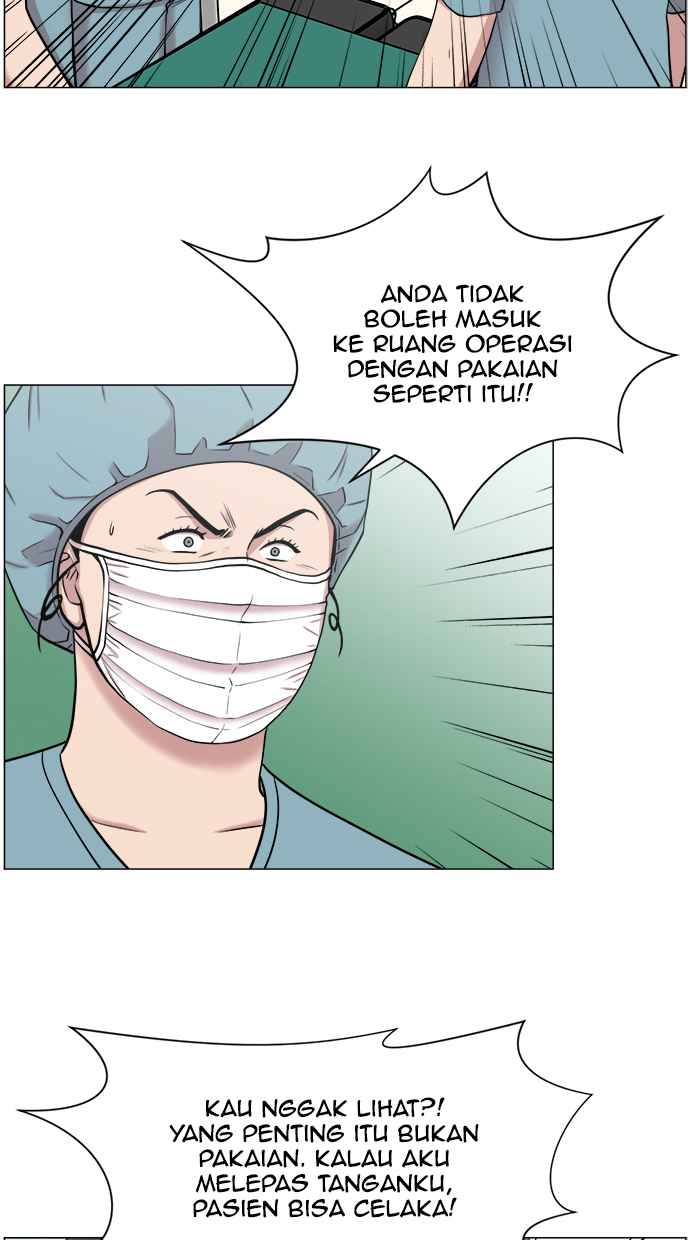 ANDA TIDAK
BOLEH MASUK
KE RUANG OPERASI
DENGAN PAKAIAN
SEPERTI ITU!!
KAU NGGAK LIHAT?!
YANG PENTING ITU BUKAN
PAKAIAN. KALAU AKU
MELEPAS TANGANKU,
PASIEN BISA CELAKA!